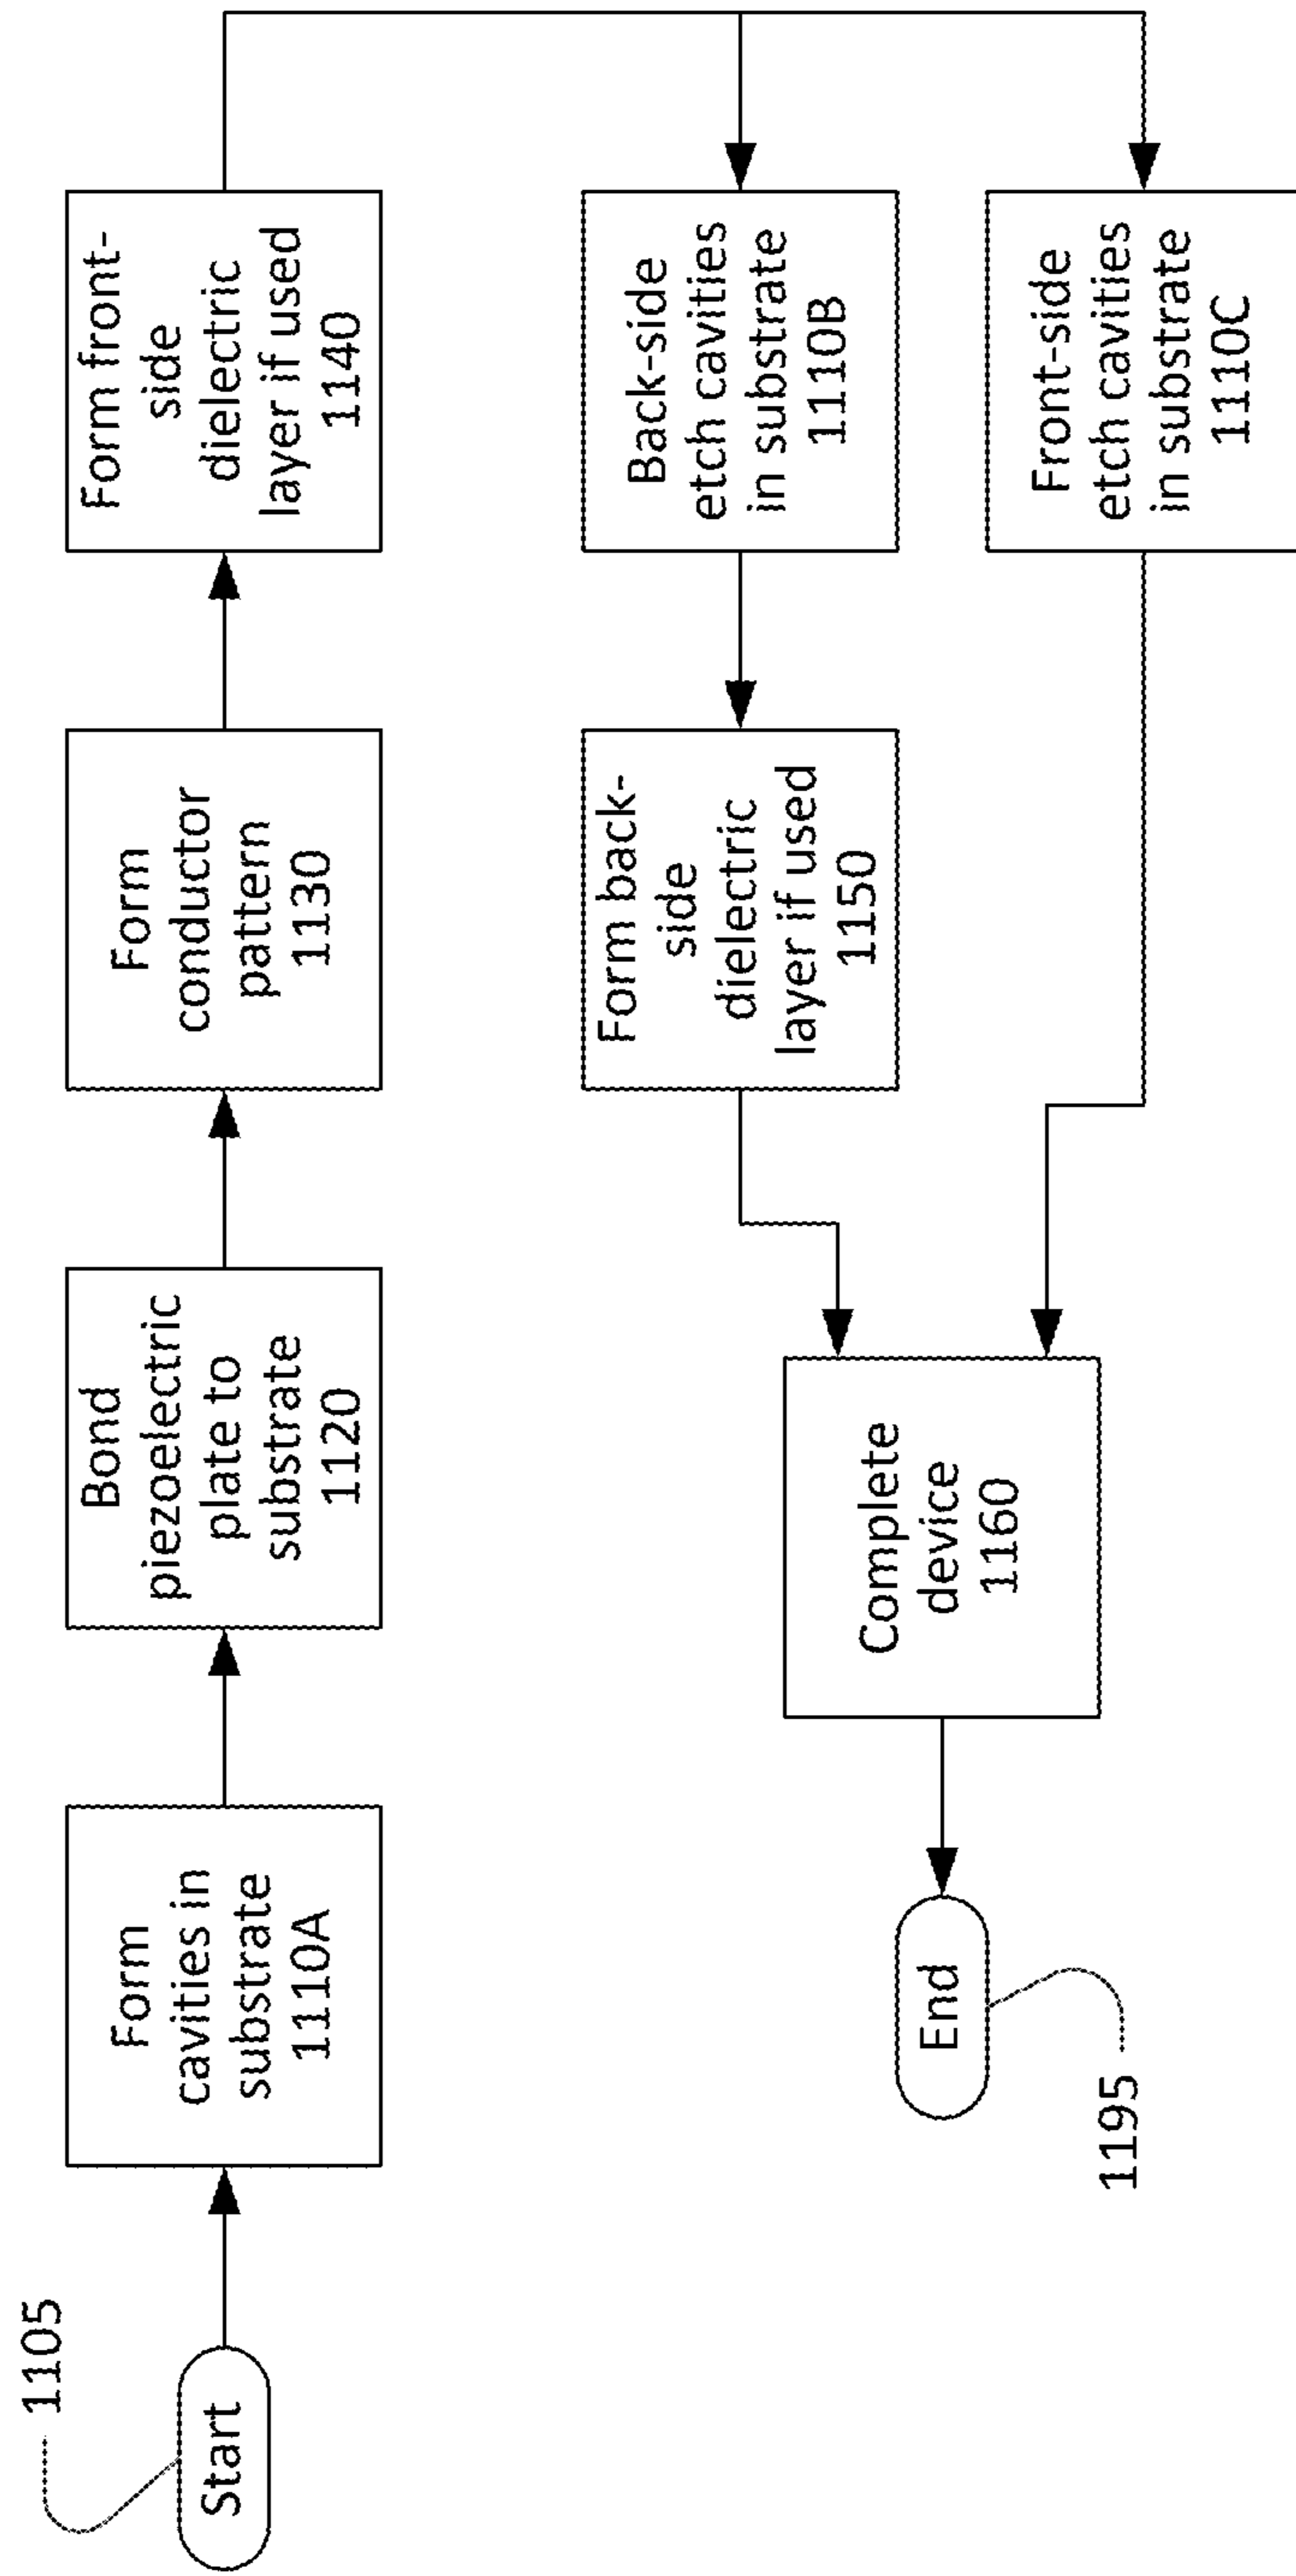 1105
Start
Form
cavities in
substrate
1110A
Bond
piezoelectric
plate to
substrate
1120
Form
conductor
pattern
1130
Form front-
side
dielectric
layer if used
1140
Back-side
etch cavities
in substrate
1110B
Form back-
side
dielectric
layer if used
1150
Front-side
etch cavities
in substrate
1110C
Complete
device
1160
End
1195